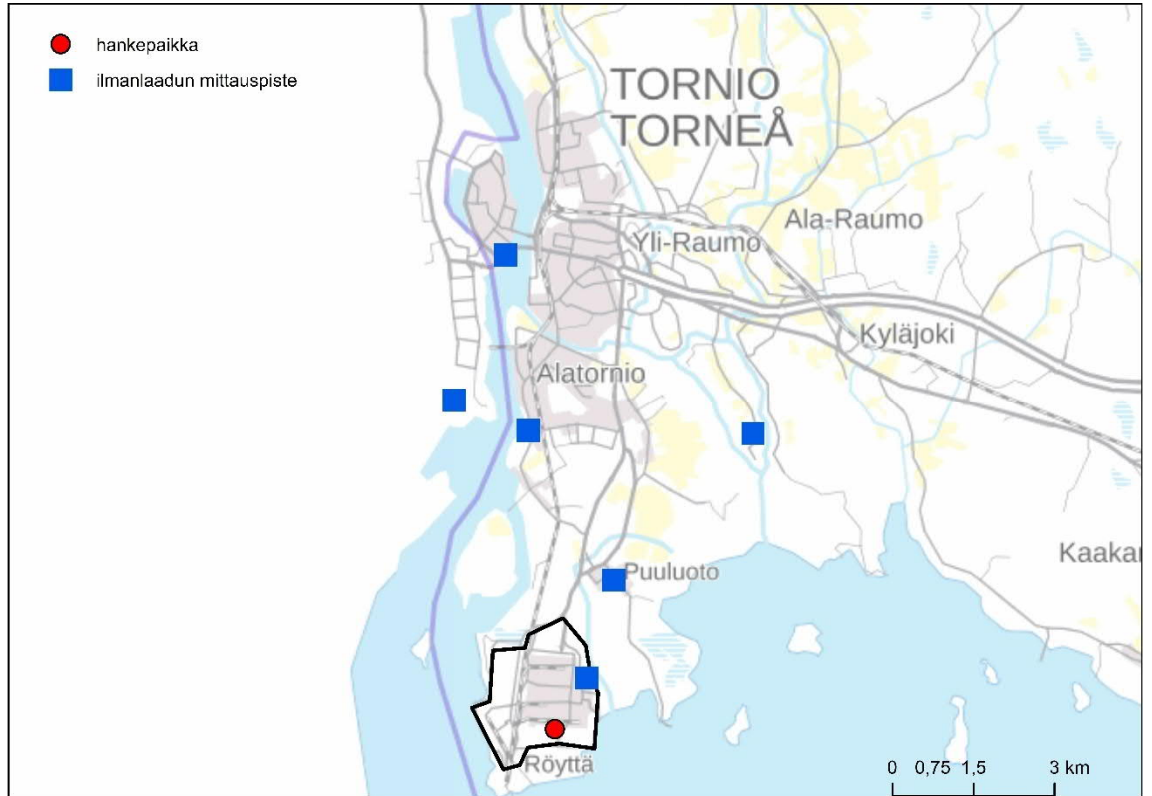 hankepaikka
ilmanlaadun mittauspiste
TORNIO
TORNEÅ
Ala-Raumo
Yli-Raumo
Kyläjoki
Alatornio
Kaakar
Puuluoto
Röyttä
0 0,75 1,5 3 km